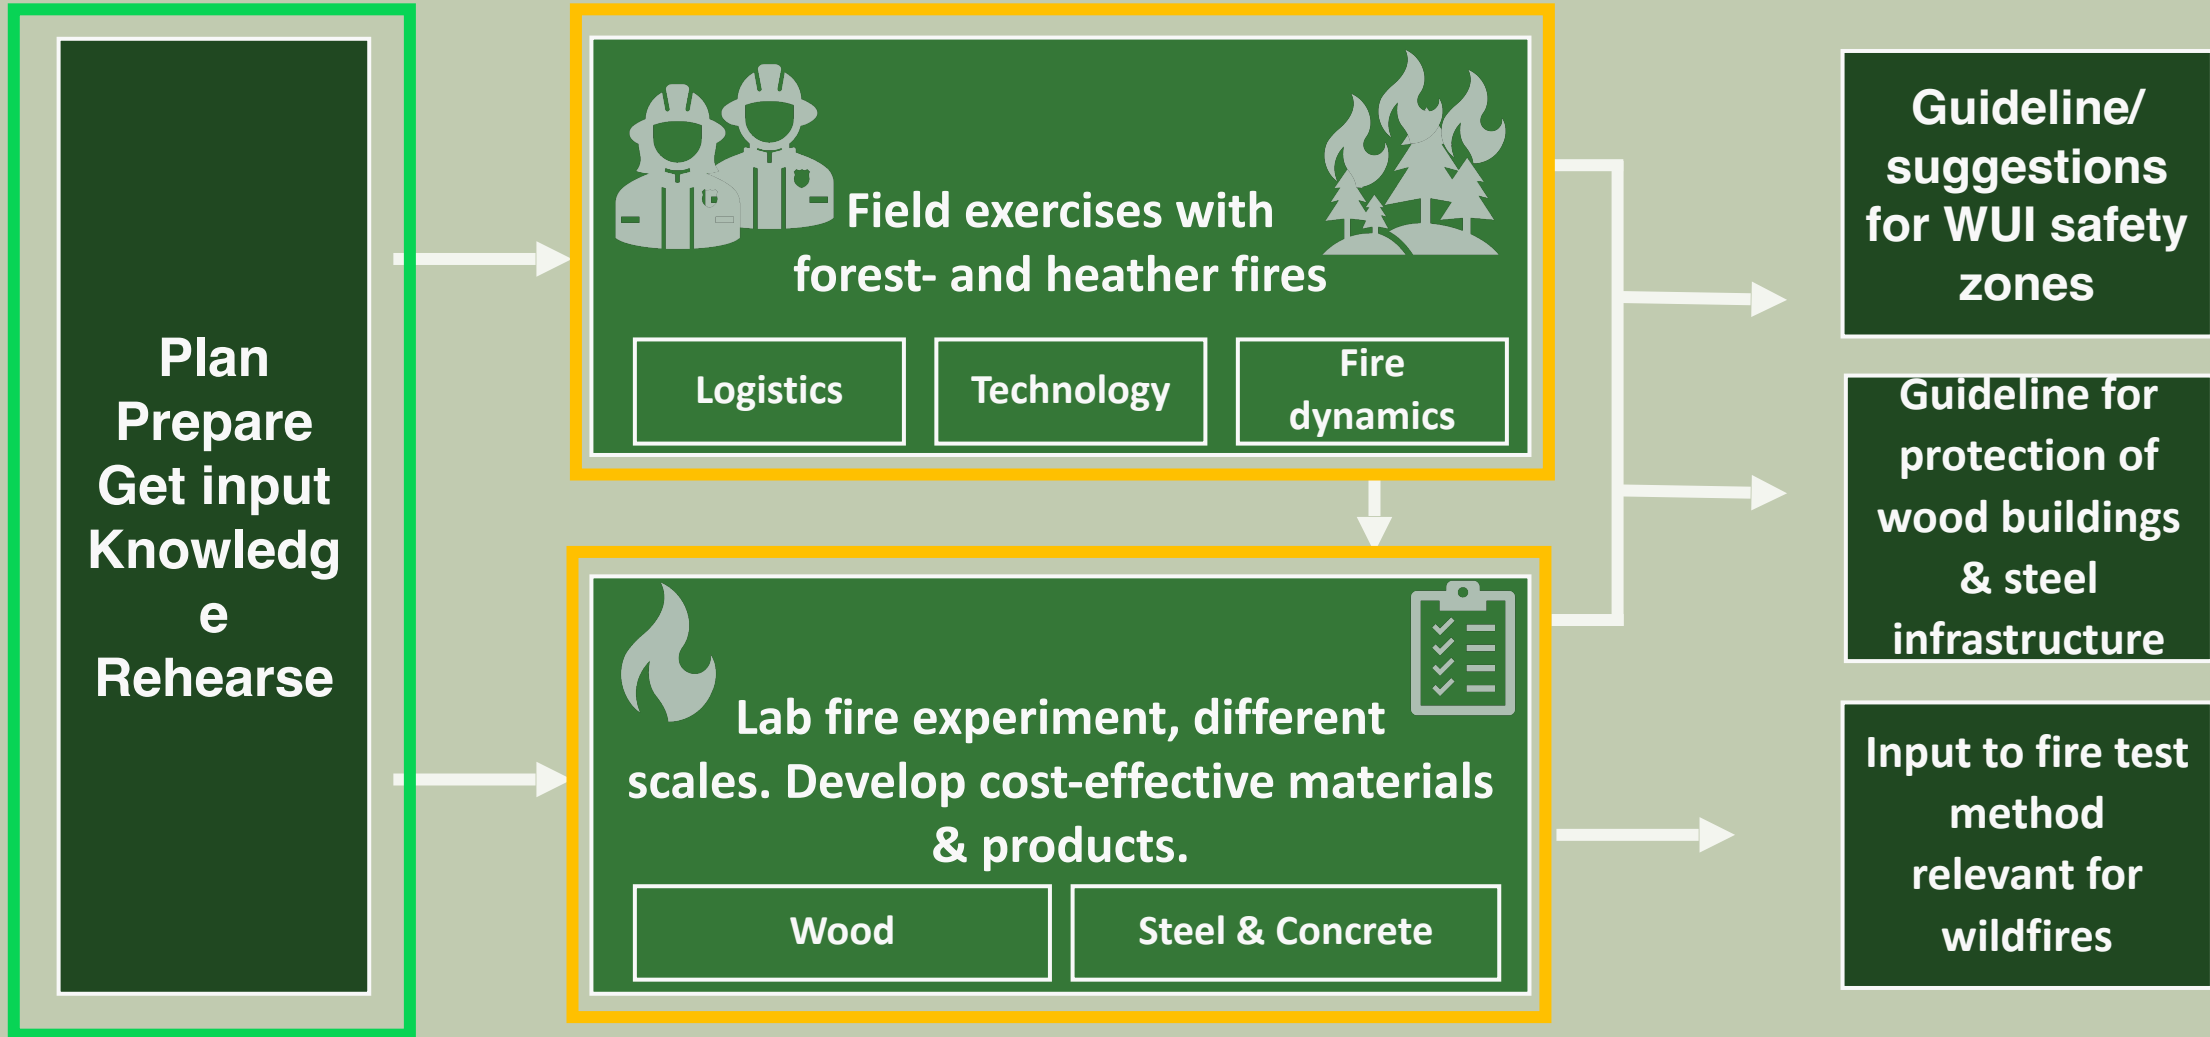 Plan
Prepare
Get input
Knowledg
e
Rehearse
Field exercises with
forest- and heather fires
Logistics
Technology
Fire
dynamics
Lab fire experiment, different
scales. Develop cost-effective materials
& products.
Wood
Steel & Concrete
Guideline/
suggestions
for WUI safety
zones
Guideline for
protection of
wood buildings
& steel
infrastructure
Input to fire test
method
relevant for
wildfires